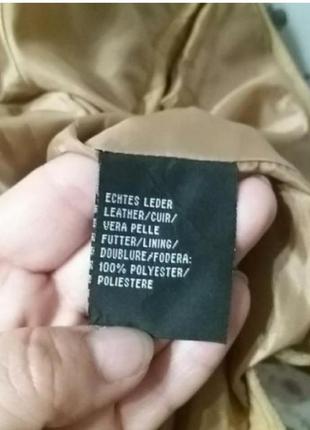 ECHTES LEDER
LEATHER/CUIR/
VERA PELLE
FUTTER/LINING/
DOUBLURE/FODERA:
100% POLYESTER/
POLIESTERE